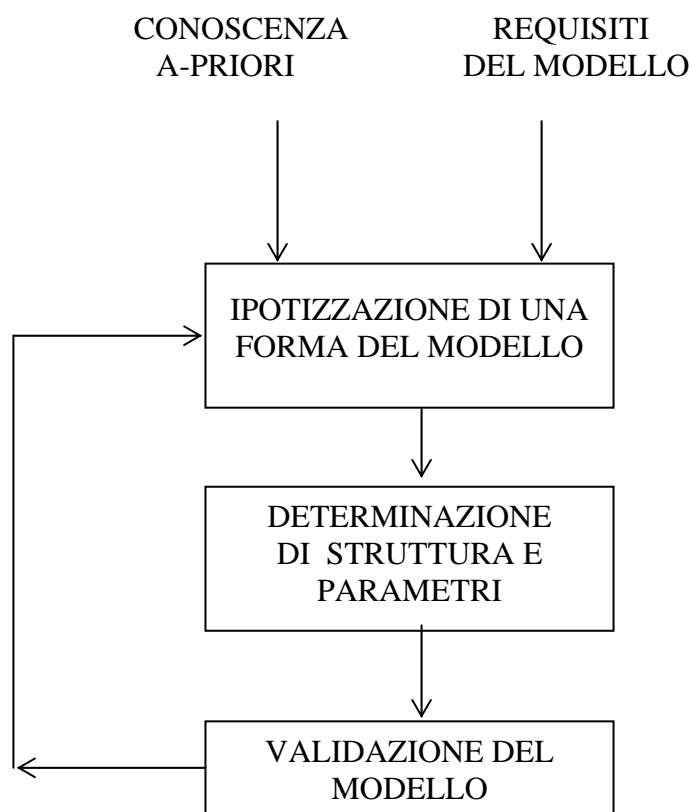 CONOSCENZA
A-PRIORI
REQUISITI
DEL MODELLO
IPOTIZZAZIONE DI UNA
FORMA DEL MODELLO
DETERMINAZIONE
DI STRUTTURA E
PARAMETRI
VALIDAZIONE DEL
MODELLO